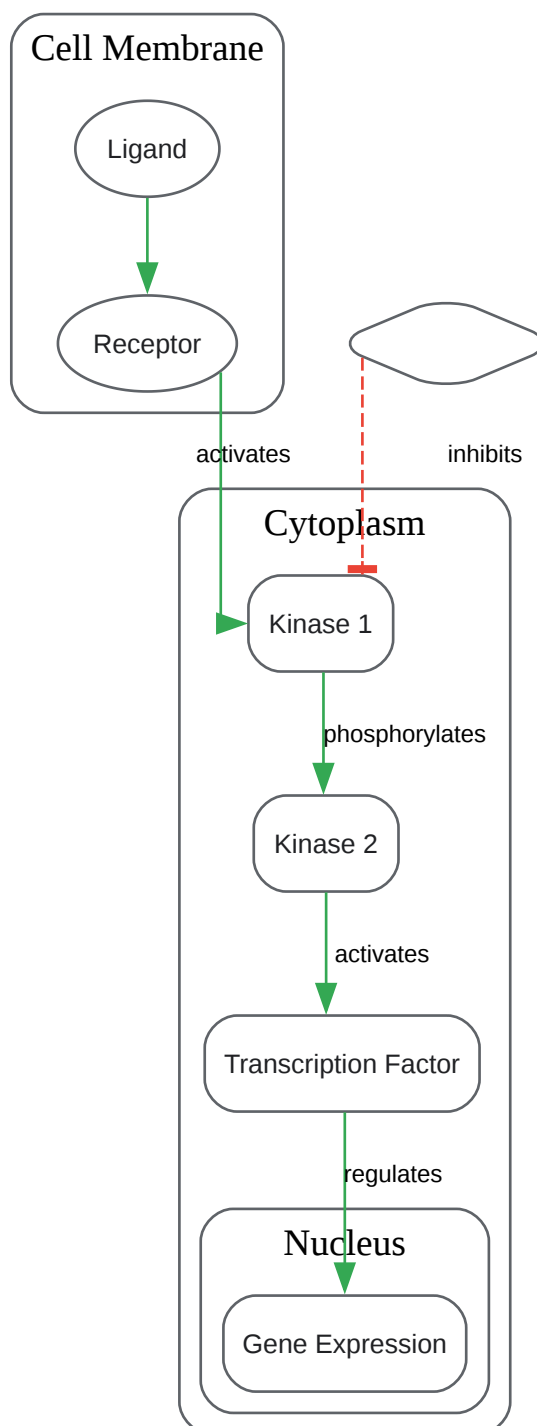 Cell Membrane
Ligand
Receptor
activates
inhibits
Cytoplasm
Kinase 1
phosphorylates
Kinase 2
activates
Transcription Factor
regulates
Nucleus
Gene Expression